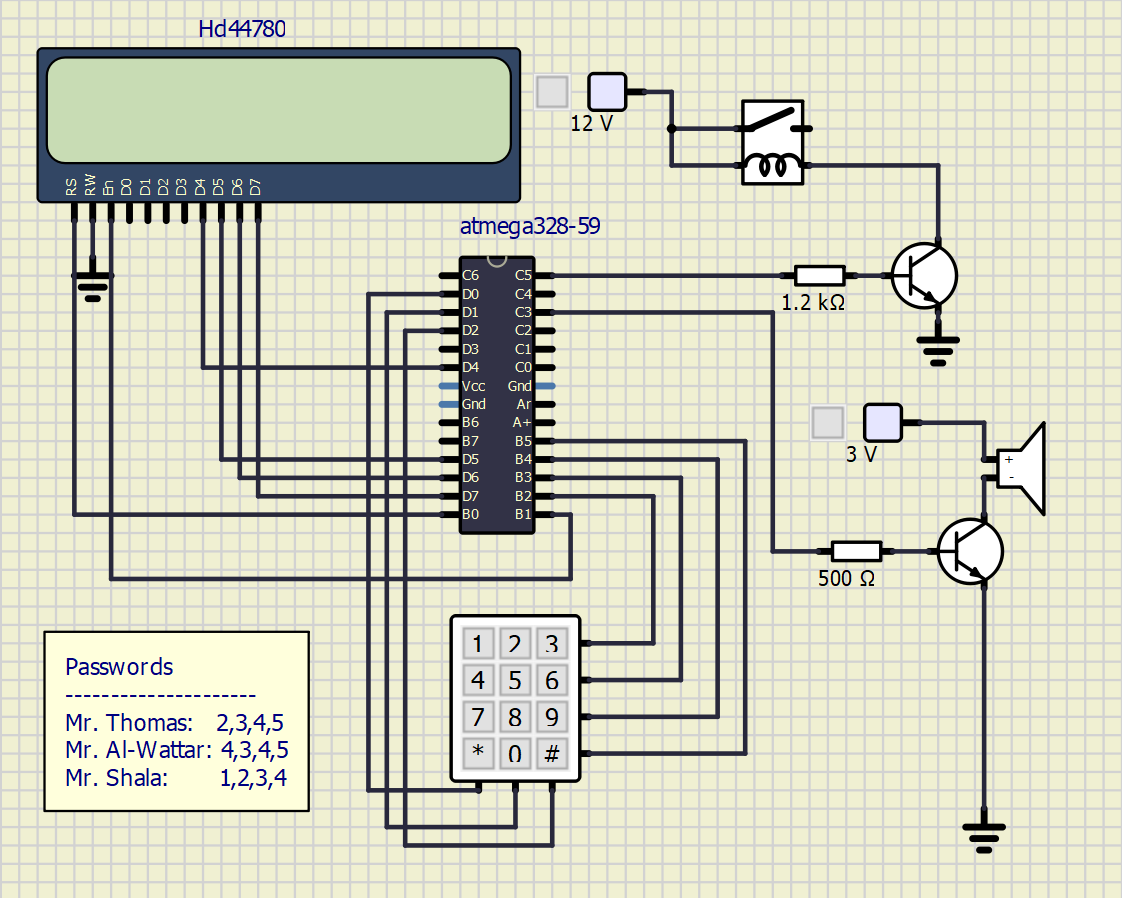 Hd44780
RS RW En D0 D1 D2 D3 D4 D5 D6 D7
12 V
atmega328-59
C6 C5
D0 C4
D1 C3
D2 C2
D3 C1
D4 C0
Vcc Gnd
Gnd Ar
B6 A+
B7 B5
D5 B4
D6 B3
D7 B2
B0 B1
1.2 kΩ
3 V
+
-
500 Ω
1 2 3
4 5 6
7 8 9
* 0 #
Passwords
---------------------
Mr. Thomas: 2,3,4,5
Mr. Al-Wattar: 4,3,4,5
Mr. Shala: 1,2,3,4